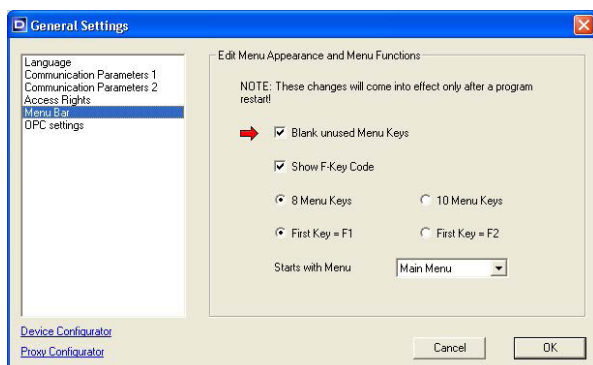 General Settings
Language
Communication Parameters 1
Communication Parameters 2
Access Rights
Menu Bar
OPC settings
Device Configurator
Proxy Configurator
Edit Menu Appearance and Menu Functions
NOTE: These changes will come into effect only after a program
restart!
Blank unused Menu Keys
Show F-Key Code
8 Menu Keys 10 Menu Keys
First Key = F1 First Key = F2
Starts with Menu Main Menu
Cancel OK